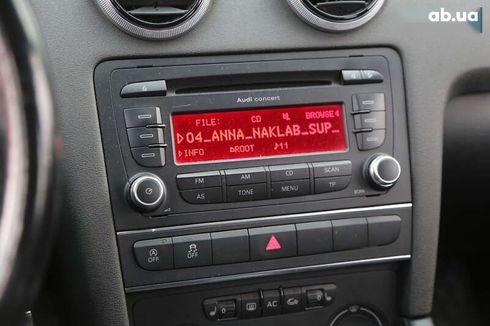 ab.ua
Audi concert
FILE: CD BROWSE4
04_ANNA_NAKLAB_SUP_
INFO ROOT 11
FM AM CD SCAN
AS TONE MENU TP
OFF OFF
AC